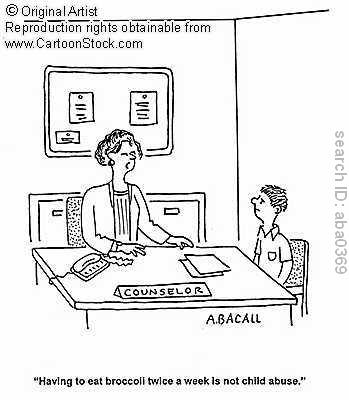 © Original Artist
Reproduction rights obtainable from
www.CartoonStock.com
search ID: aba0369
COUNSELOR
A.BACALL
"Having to eat broccoli twice a week is not child abuse."